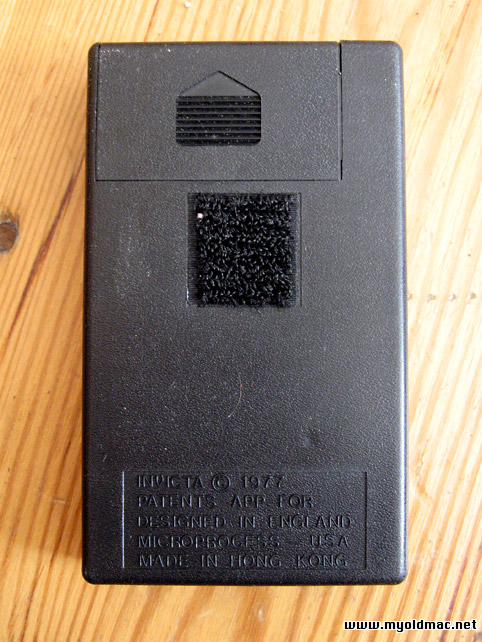 INVICTA © 1977
PATENTS APP FOR
DESIGNED IN ENGLAND
MICROPROCESS - USA
MADE IN HONG KONG
www.myoldmac.net